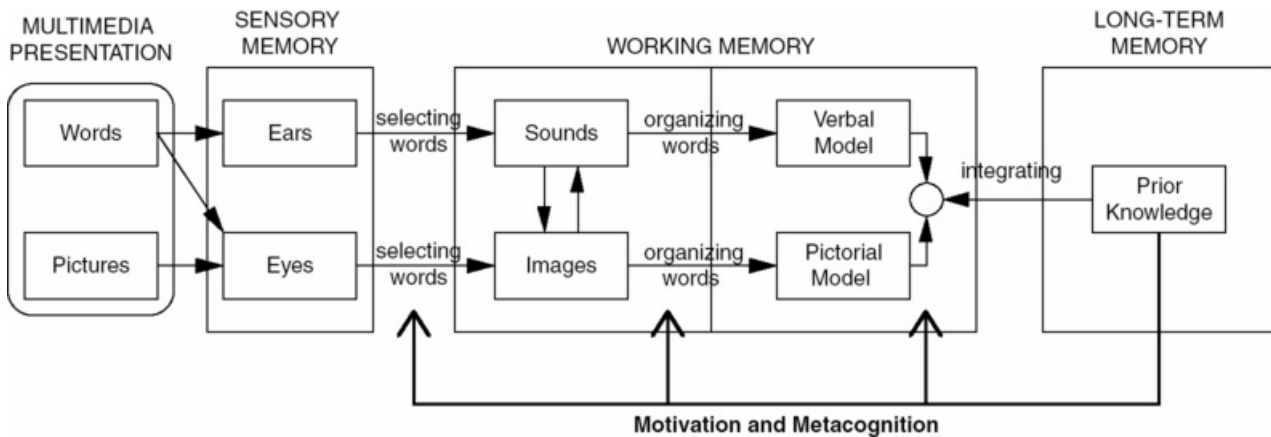 MULTIMEDIA
PRESENTATION
SENSORY
MEMORY
WORKING MEMORY
LONG-TERM
MEMORY
Words
Ears
selecting
words
Sounds
organizing
words
Verbal
Model
integrating
Prior
Knowledge
Pictures
Eyes
selecting
words
Images
organizing
words
Pictorial
Model
Motivation and Metacognition